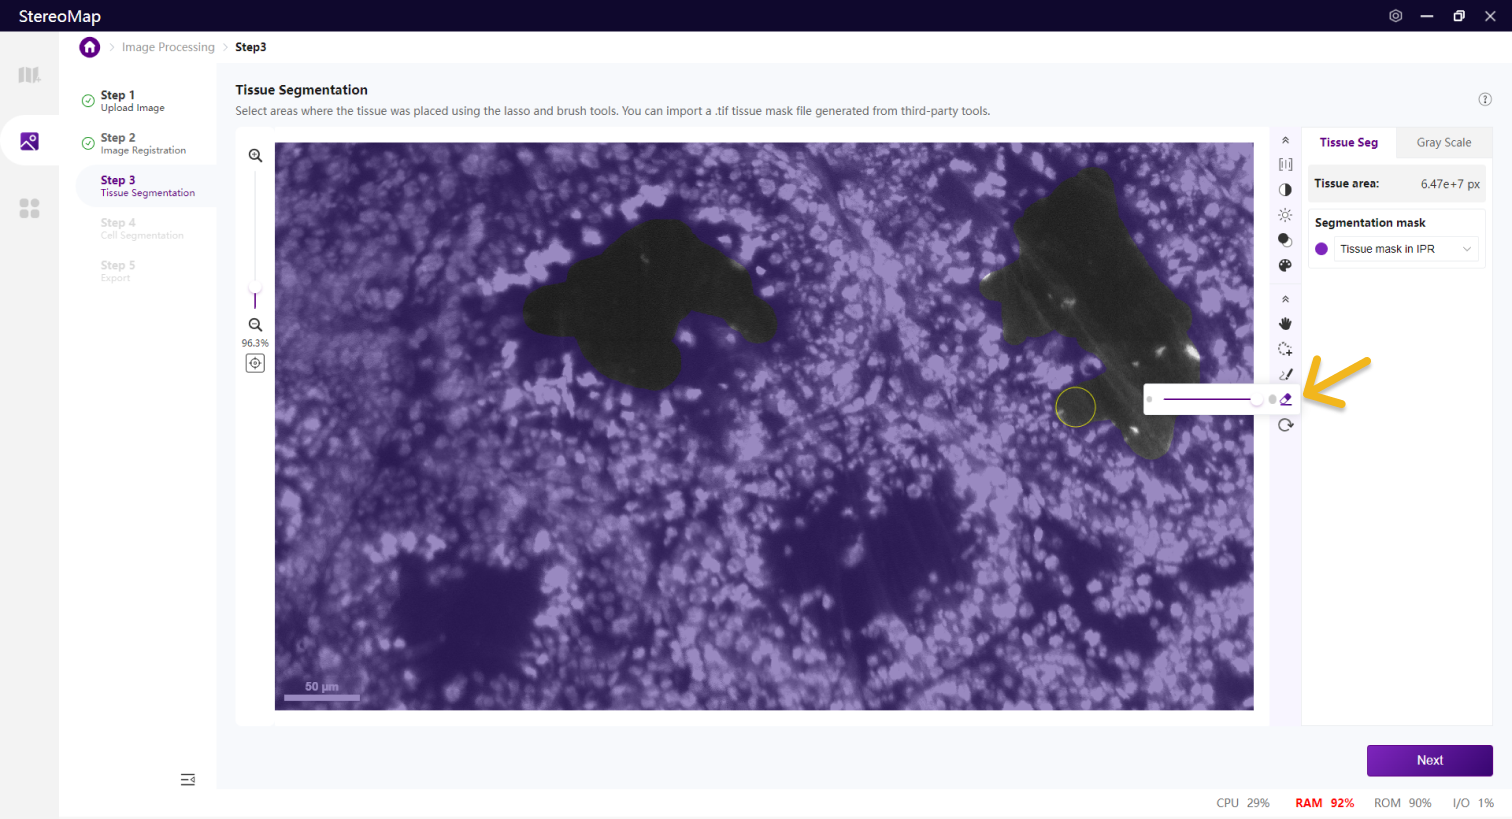 StereoMap
Image Processing
Step3
Step 1
Upload Image
Step 2
Image Registration
Step 3
Tissue Segmentation
Step 4
Cell Segmentation
Step 5
Export
Tissue Segmentation
Select areas where the tissue was placed using the lasso and brush tools. You can import a .tif tissue mask file generated from third-party tools.
96.3%
50 μm
Tissue Seg
Gray Scale
Tissue area: 6.47e+7 px
Segmentation mask
Tissue mask in IPR
Next
CPU 29% RAM 92% ROM 90% I/O 1%